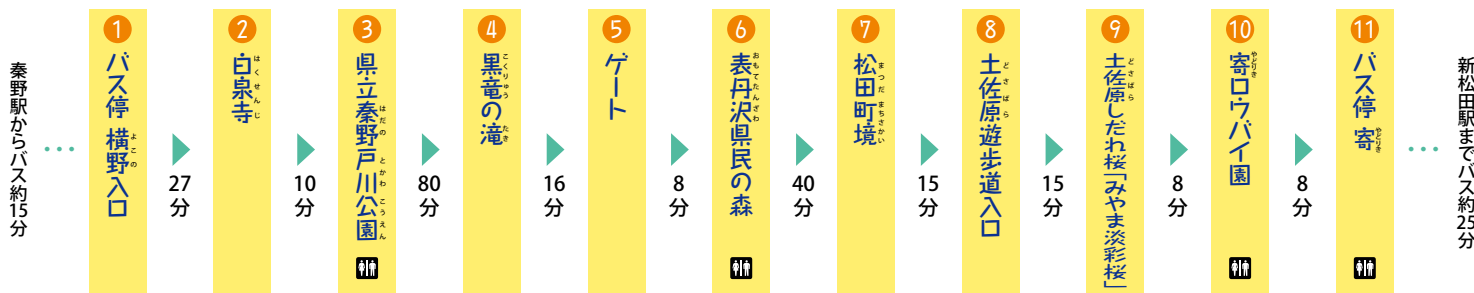 秦野駅からバス約15分
1
バス停 横野入口
よこの
27分
2
白泉寺
はくせんじ
10分
3
県立秦野戸川公園
はだの とかわ こうえん
80分
4
黒竜の滝
こくりゅう たき
16分
5
ゲート
8分
6
表丹沢県民の森
おもてたんざわ
40分
7
松田町境
まつだ まちさかい
15分
8
土佐原遊歩道入口
どさばら
15分
9
土佐原しだれ桜「みやま淡彩桜」
どさばら
8分
10
寄ロウバイ園
やどりき
8分
11
バス停 寄
やどりき
新松田駅までバス約25分